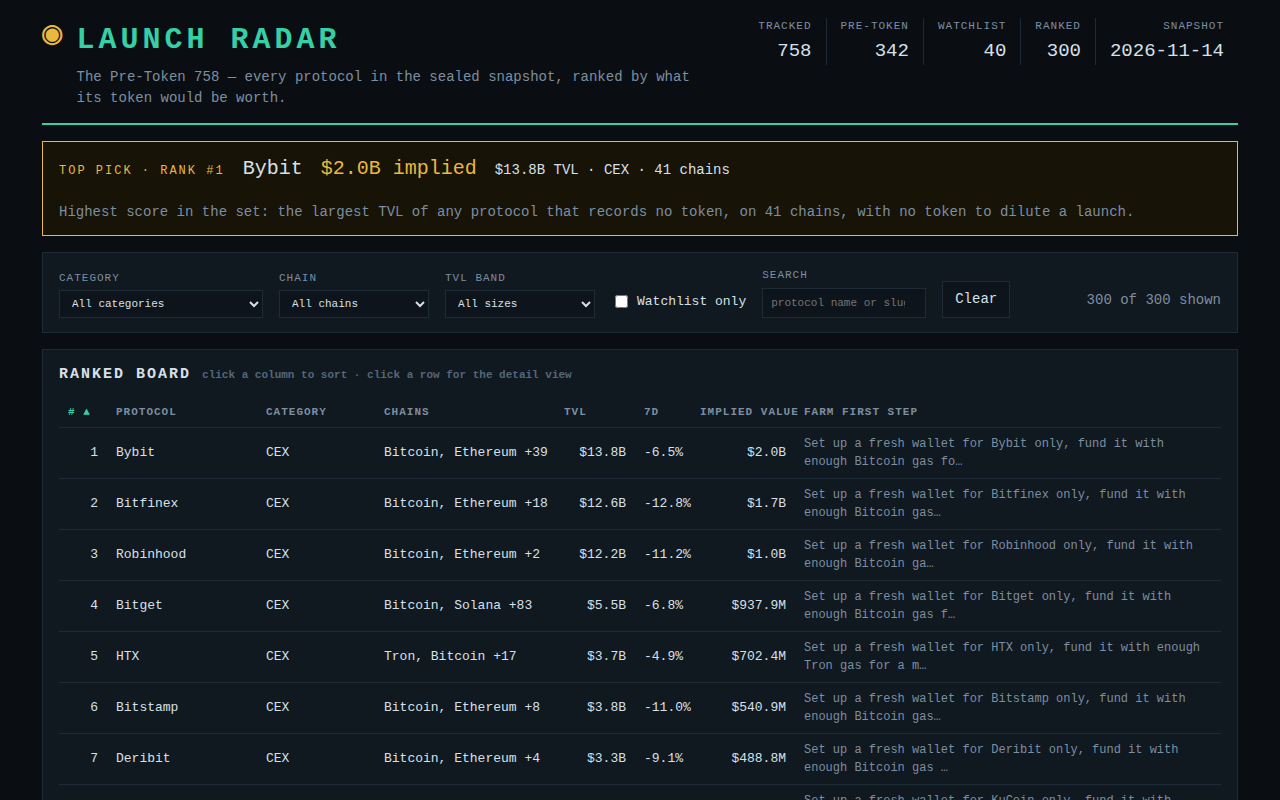 LAUNCH RADAR
The Pre-Token 758 — every protocol in the sealed snapshot, ranked by what
its token would be worth.
TRACKED PRE-TOKEN WATCHLIST RANKED SNAPSHOT
758 342 40 300 2026-11-14
TOP PICK · RANK #1 Bybit $2.0B implied $13.8B TVL · CEX · 41 chains
Highest score in the set: the largest TVL of any protocol that records no token, on 41 chains, with no token to dilute a launch.
CATEGORY CHAIN TVL BAND SEARCH
All categories All chains All sizes Watchlist only protocol name or slu Clear 300 of 300 shown
RANKED BOARD click a column to sort · click a row for the detail view
# ▲ PROTOCOL CATEGORY CHAINS TVL 7D IMPLIED VALUE FARM FIRST STEP
1 Bybit CEX Bitcoin, Ethereum +39 $13.8B -6.5% $2.0B Set up a fresh wallet for Bybit only, fund it with
enough Bitcoin gas fo…
2 Bitfinex CEX Bitcoin, Ethereum +18 $12.6B -12.8% $1.7B Set up a fresh wallet for Bitfinex only, fund it with
enough Bitcoin gas…
3 Robinhood CEX Bitcoin, Ethereum +2 $12.2B -11.2% $1.0B Set up a fresh wallet for Robinhood only, fund it with
enough Bitcoin ga…
4 Bitget CEX Bitcoin, Solana +83 $5.5B -6.8% $937.9M Set up a fresh wallet for Bitget only, fund it with
enough Bitcoin gas f…
5 HTX CEX Tron, Bitcoin +17 $3.7B -4.9% $702.4M Set up a fresh wallet for HTX only, fund it with enough
Tron gas for a m…
6 Bitstamp CEX Bitcoin, Ethereum +8 $3.8B -11.0% $540.9M Set up a fresh wallet for Bitstamp only, fund it with
enough Bitcoin gas…
7 Deribit CEX Bitcoin, Ethereum +4 $3.3B -9.1% $488.8M Set up a fresh wallet for Deribit only, fund it with
enough Bitcoin gas …
Set up a fresh wallet for KuCoin only, fund it with